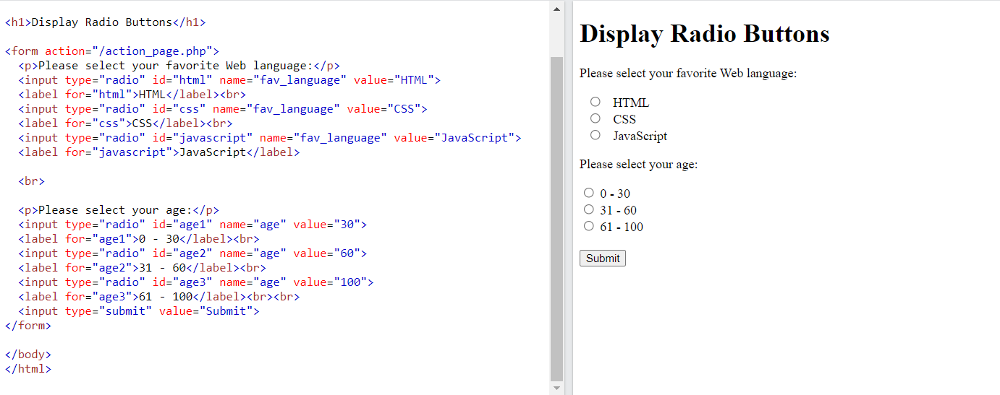 <h1>Display Radio Buttons</h1>
<form action="/action_page.php">
<p>Please select your favorite Web language:</p>
<input type="radio" id="html" name="fav_language" value="HTML">
<label for="html">HTML</label><br>
<input type="radio" id="css" name="fav_language" value="CSS">
<label for="css">CSS</label><br>
<input type="radio" id="javascript" name="fav_language" value="JavaScript">
<label for="javascript">JavaScript</label>
<br>
<p>Please select your age:</p>
<input type="radio" id="age1" name="age" value="30">
<label for="age1">0 - 30</label><br>
<input type="radio" id="age2" name="age" value="60">
<label for="age2">31 - 60</label><br>
<input type="radio" id="age3" name="age" value="100">
<label for="age3">61 - 100</label><br><br>
<input type="submit" value="Submit">
</form>
</body>
</html>
Display Radio Buttons
Please select your favorite Web language:
HTML
CSS
JavaScript
Please select your age:
0 - 30
31 - 60
61 - 100
Submit